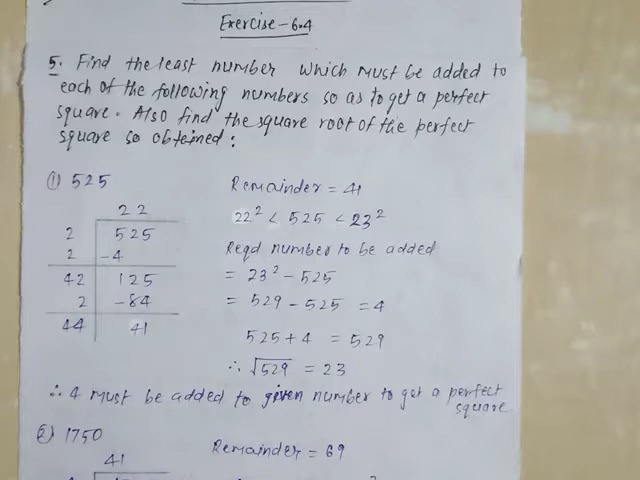 Exercise-6.4
5. Find the least number which must be added to
each of the following numbers so as to get a perfect
square. Also find the square root of the perfect
square so obtained:
① 525
22
2 525
2 -4
42 125
2 -84
44 41
Remainder = 41
22² < 525 < 23²
Reqd number to be added
= 23² - 525
= 529 - 525 = 4
525 + 4 = 529
∴ √529 = 23
∴ 4 must be added to given number to get a perfect
square
②) 1750
41
Remainder = 69